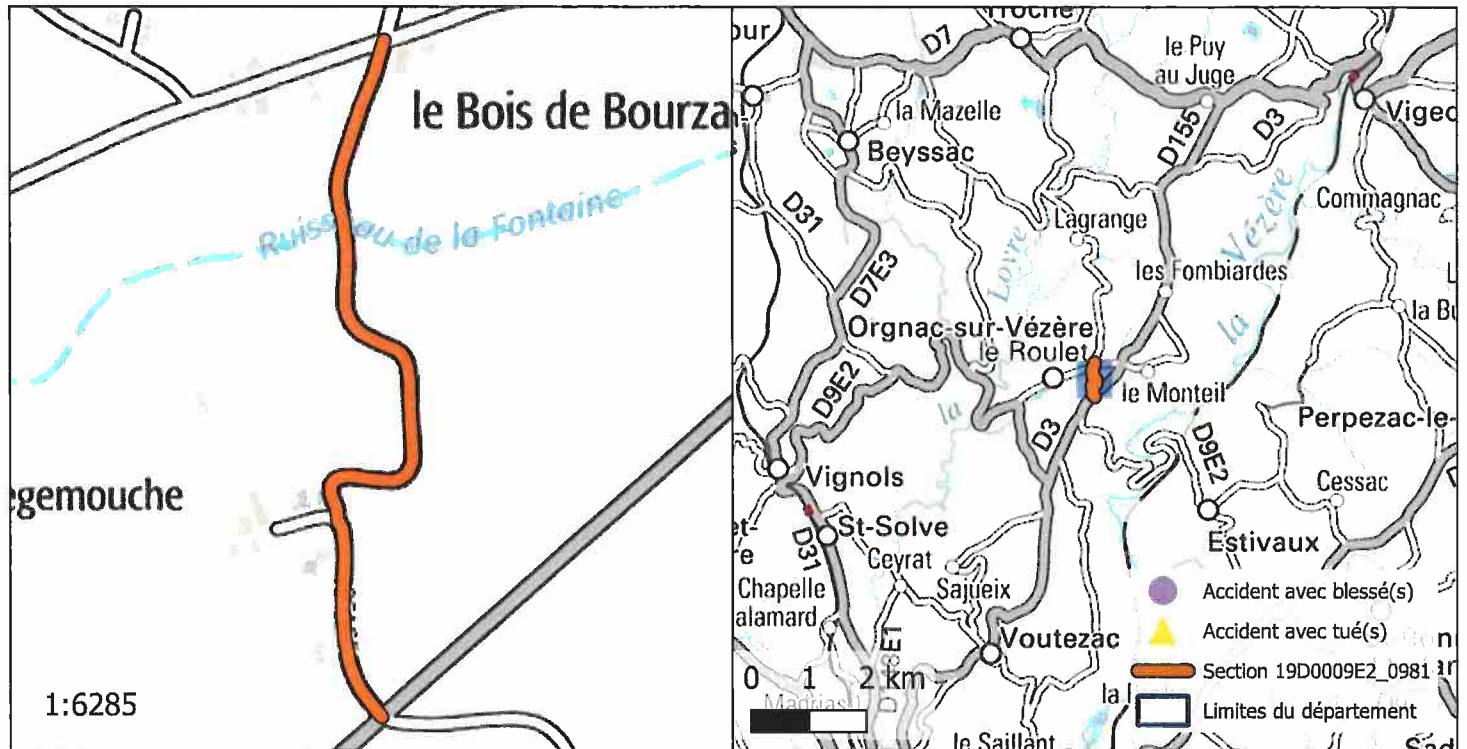 le Bois de Bourza
Ruisseau de la Fontaine
egemouche
1:6285
Troche
D7
le Puy
au Juge
la Mazelle
Beyssac
D155
D3
Vigeo
Commagnac
D31
Lagrange
Loyre
la Vézère
les Fombiardes
D7E3
Orgnac-sur-Vézère
le Roulet
la Bu
D9E2
la
le Monteil
Perpezac-le-
D3
D9E2
Vignols
Cessac
St-Solve
Estivaux
D31
Ceyrat
Chapelle
alamard
Sajueix
Voutezac
0 1 2 km
le Saillant
Accident avec blessé(s)
Accident avec tué(s)
Section 19D0009E2_0981
Limites du département